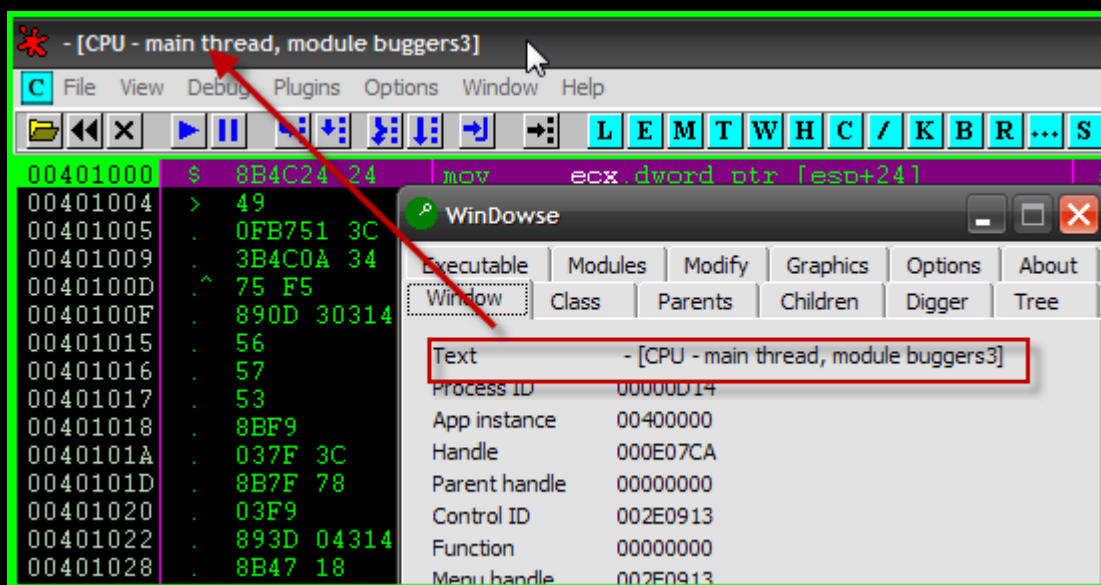 - [CPU - main thread, module buggers3]
C File View Debug Plugins Options Window Help
L E M T W H C / K B R ... S
00401000 $ 8B4C24 24 mov ecx,dword ptr [esp+24]
00401004 > 49
00401005 . 0FB751 3C
00401009 . 3B4C0A 34
0040100D .^ 75 F5
0040100F . 890D 30314
00401015 . 56
00401016 . 57
00401017 . 53
00401018 . 8BF9
0040101A . 037F 3C
0040101D . 8B7F 78
00401020 . 03F9
00401022 . 893D 04314
00401028 . 8B47 18
WinDowse
Executable Modules Modify Graphics Options About
Window Class Parents Children Digger Tree
Text - [CPU - main thread, module buggers3]
Process ID 00000D14
App instance 00400000
Handle 000E07CA
Parent handle 00000000
Control ID 002E0913
Function 00000000
Menu handle 002E0913